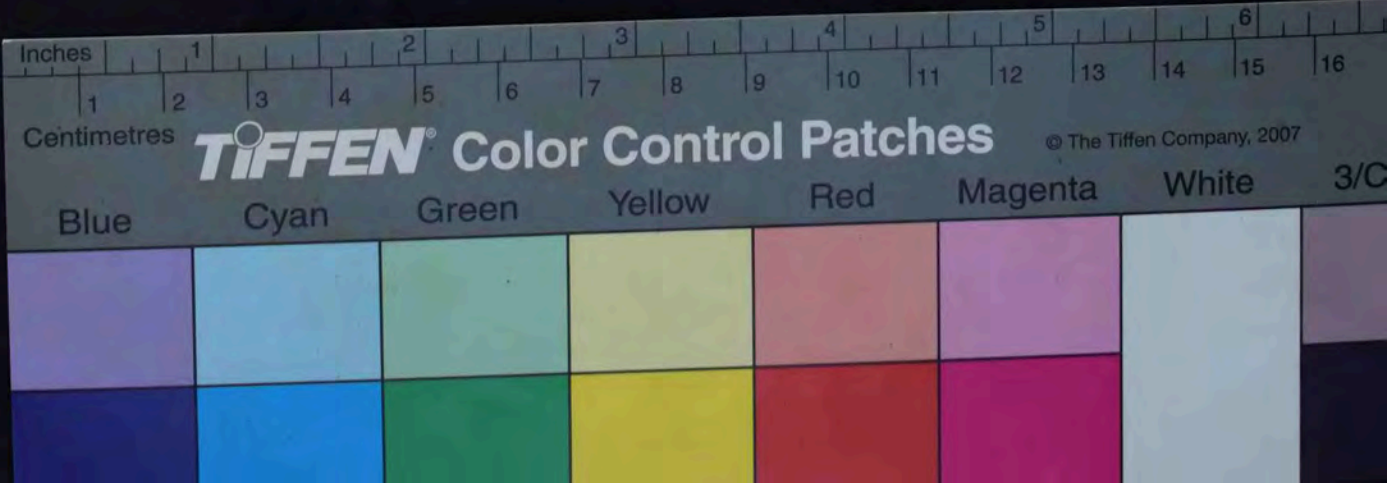 Inches 1 2 3 4 5 6
1 2 3 4 5 6 7 8 9 10 11 12 13 14 15 16
Centimetres
TIFFEN® Color Control Patches © The Tiffen Company, 2007
Blue Cyan Green Yellow Red Magenta White 3/C